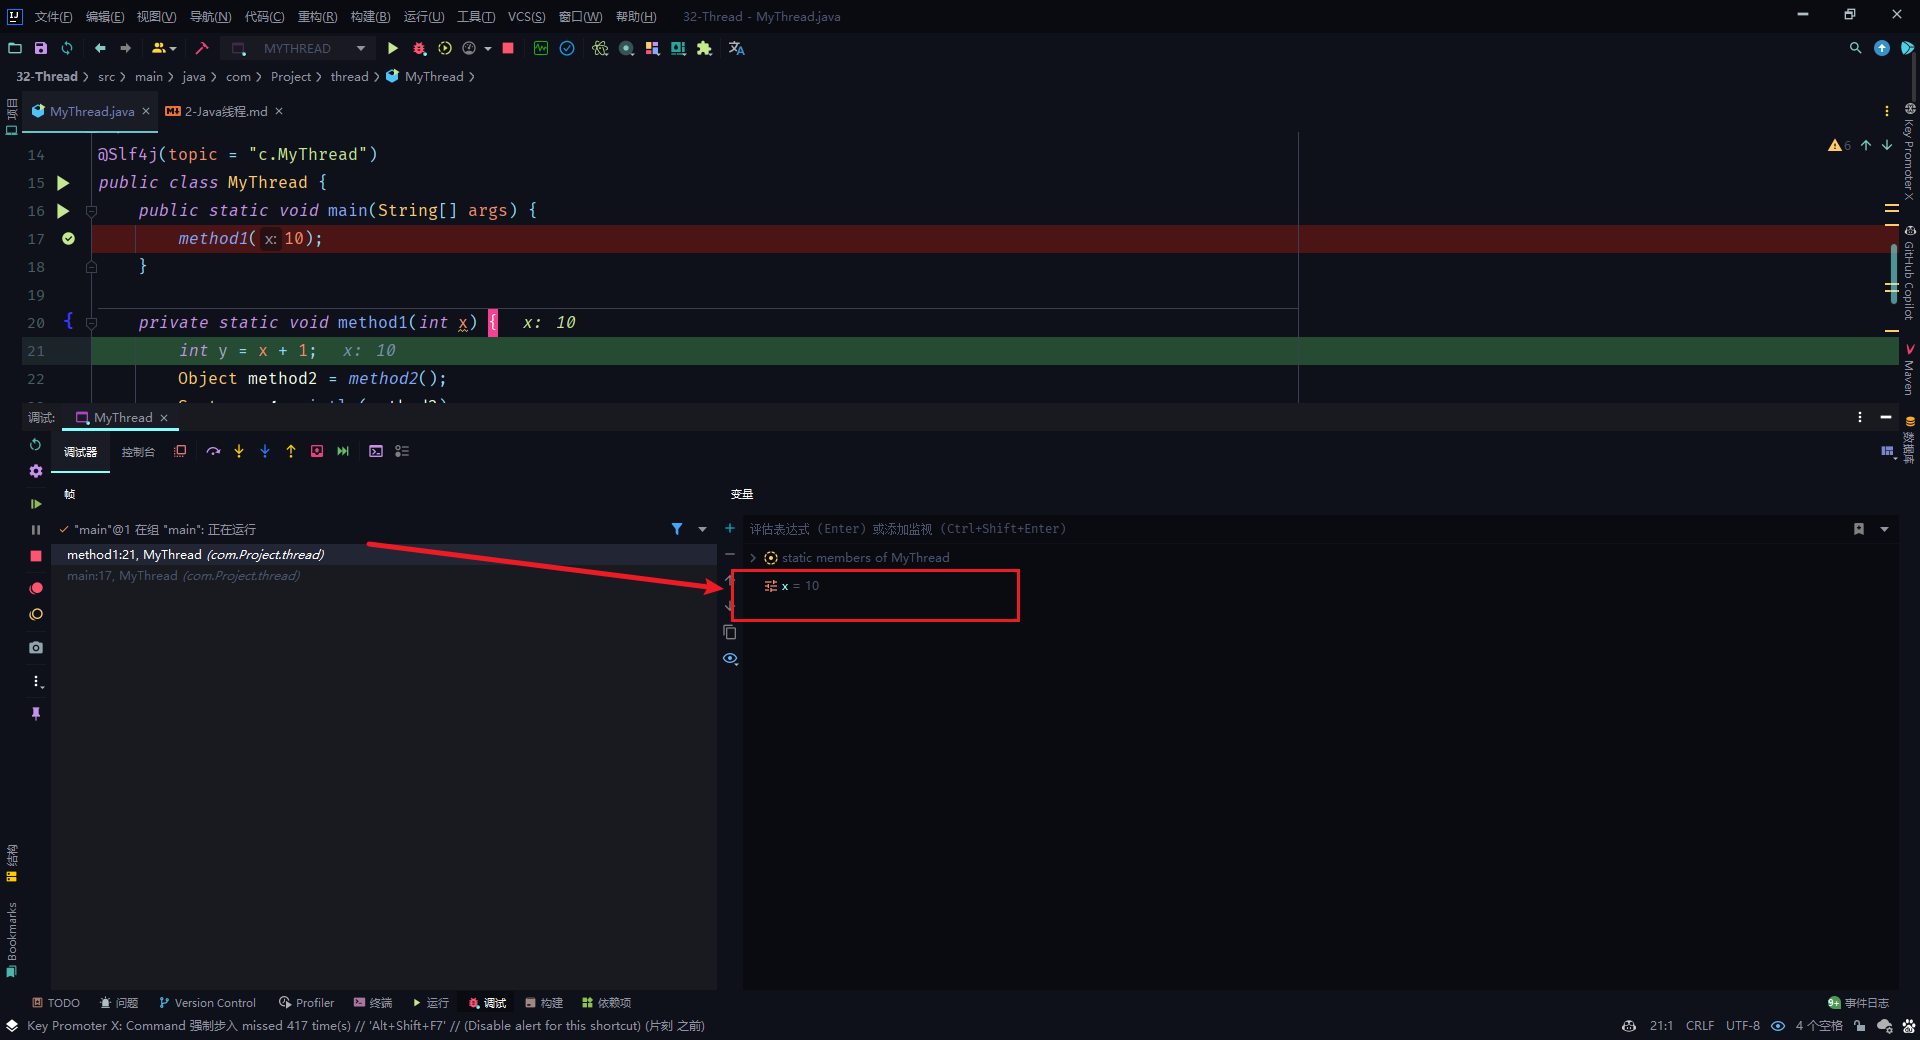 文件(F) 编辑(E) 视图(V) 导航(N) 代码(C) 重构(R) 构建(B) 运行(U) 工具(T) VCS(S) 窗口(W) 帮助(H) 32-Thread - MyThread.java
MYTHREAD
32-Thread src main java com Project thread MyThread
MyThread.java 2-Java线程.md
14 @Slf4j(topic = "c.MyThread")
6
15 public class MyThread {
16 public static void main(String[] args) {
17 method1( x: 10);
18 }
19
20 private static void method1(int x) { x: 10
21 int y = x + 1; x: 10
22 Object method2 = method2();
调试: MyThread
调试器 控制台
帧
变量
"main"@1 在组 "main": 正在运行
评估表达式 (Enter) 或添加监视 (Ctrl+Shift+Enter)
method1:21, MyThread (com.Project.thread)
main:17, MyThread (com.Project.thread)
static members of MyThread
x = 10
项目
结构
Bookmarks
Key Promoter X
GitHub Copilot
Maven
数据库
TODO 问题 Version Control Profiler 终端 运行 调试 构建 依赖项
9+ 事件日志
Key Promoter X: Command 强制步入 missed 417 time(s) // 'Alt+Shift+F7' // (Disable alert for this shortcut) (片刻 之前)
21:1 CRLF UTF-8 4 个空格